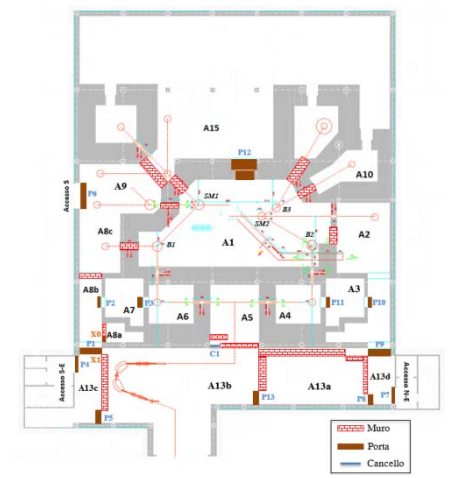 A15
P12
Accesso S
P6
A9
A10
SM1
B3
SM2
A8c
A1
A2
B1
B2
A8b
P2
A7
P3
A6
A5
A4
P11
A3
P10
X0
A8a
P1
X1
C1
P9
Accesso S-E
P4
A13c
A13b
A13a
A13d
Accesso N-E
P5
P13
P8
P7
Muro
Porta
Cancello